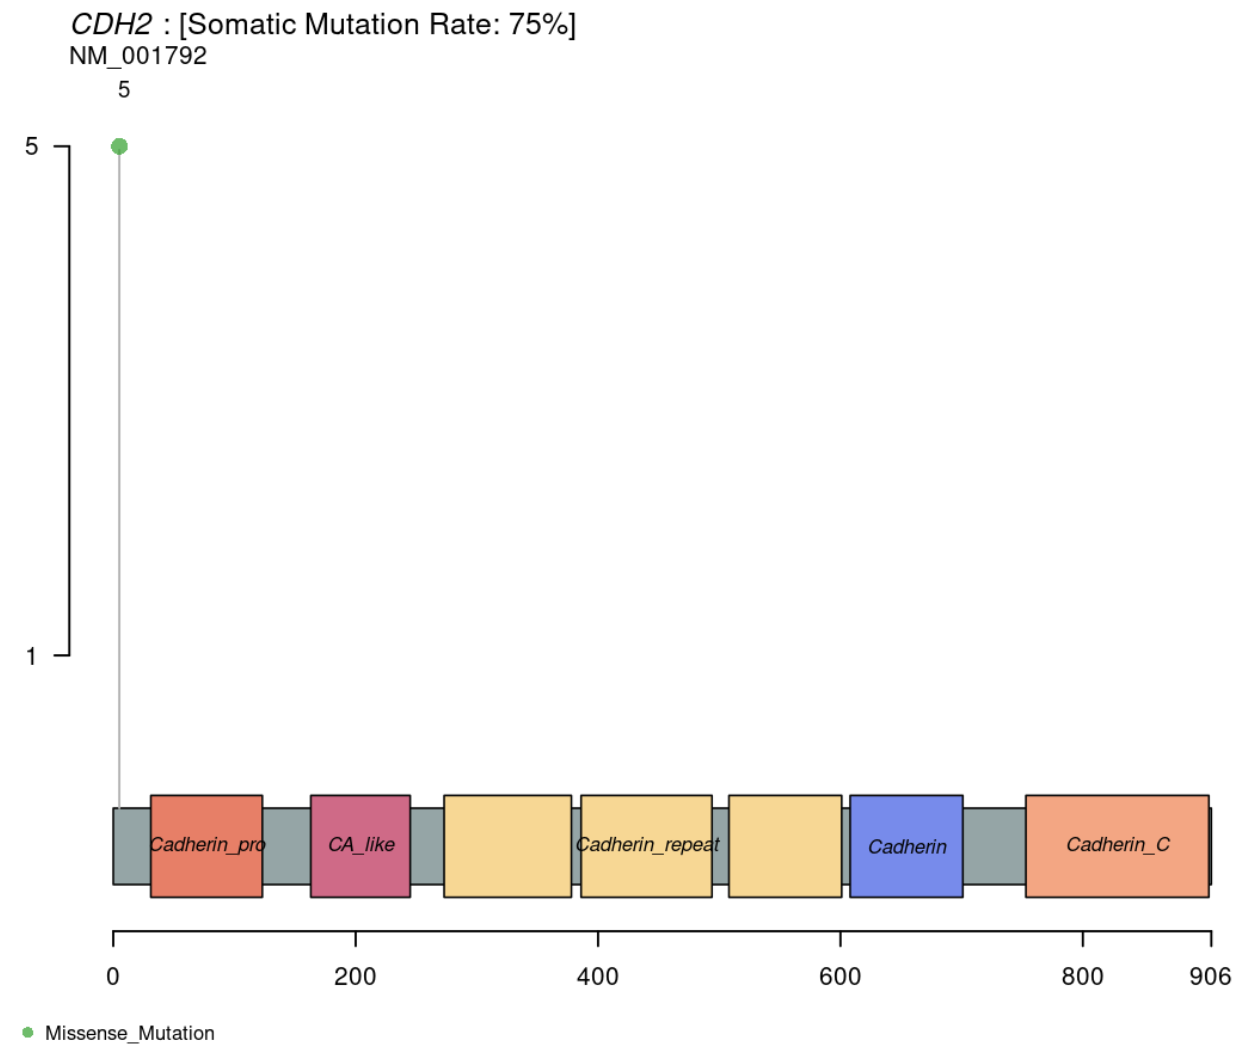 CDH2 : [Somatic Mutation Rate: 75%]
NM_001792
5
5
1
Cadherin_pro CA_like Cadherin_repeat Cadherin Cadherin_C
0 200 400 600 800 906
Missense_Mutation